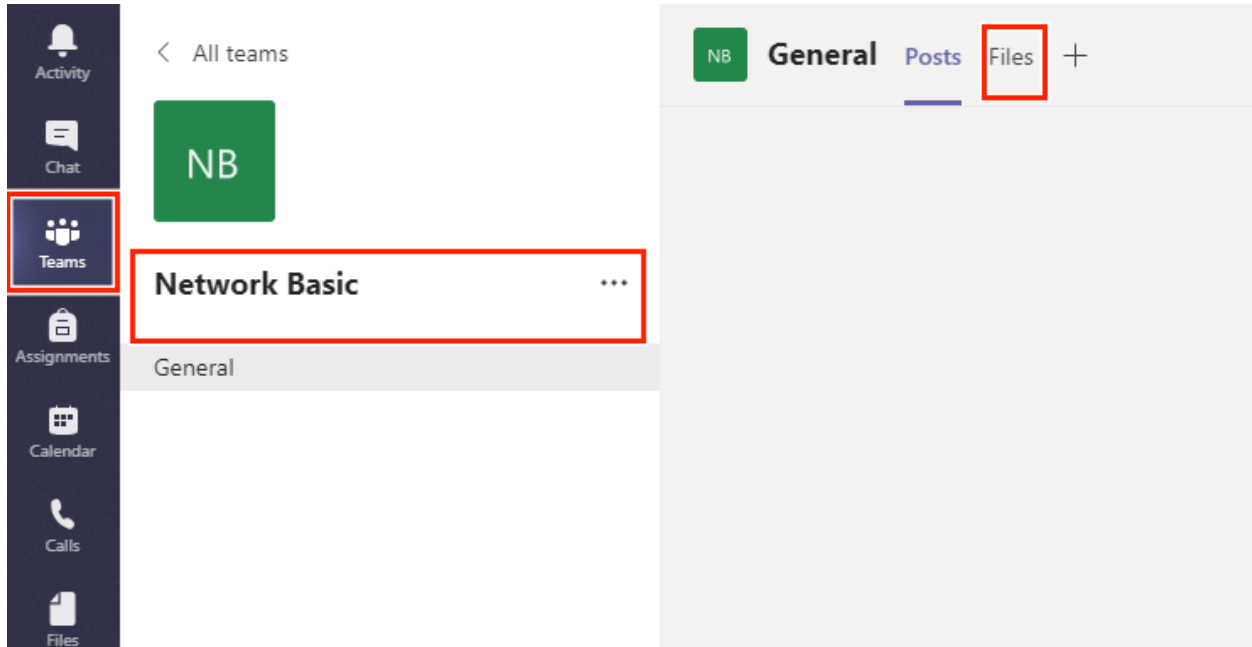 Activity
Chat
Teams
Assignments
Calendar
Calls
Files
All teams
NB
Network Basic
General
NB General Posts Files